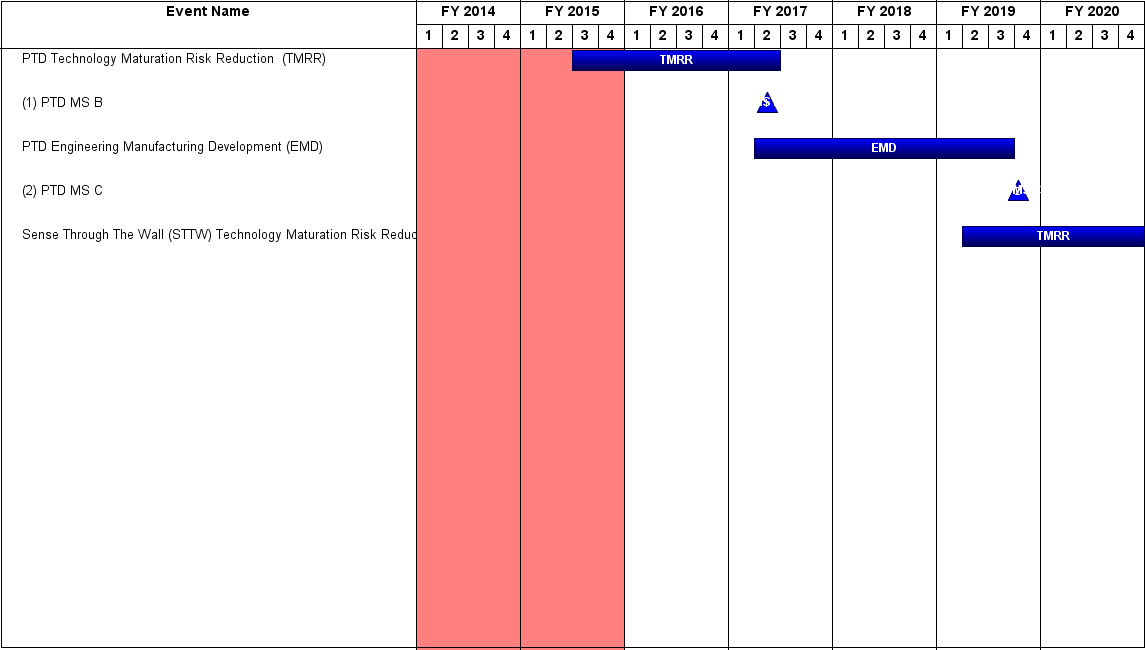 Event Name FY 2014 FY 2015 FY 2016 FY 2017 FY 2018 FY 2019 FY 2020
1 2 3 4 1 2 3 4 1 2 3 4 1 2 3 4 1 2 3 4 1 2 3 4 1 2 3 4
PTD Technology Maturation Risk Reduction (TMRR) TMRR
(1) PTD MS B
PTD Engineering Manufacturing Development (EMD) EMD
(2) PTD MS C
Sense Through The Wall (STTW) Technology Maturation Risk Reduc TMRR